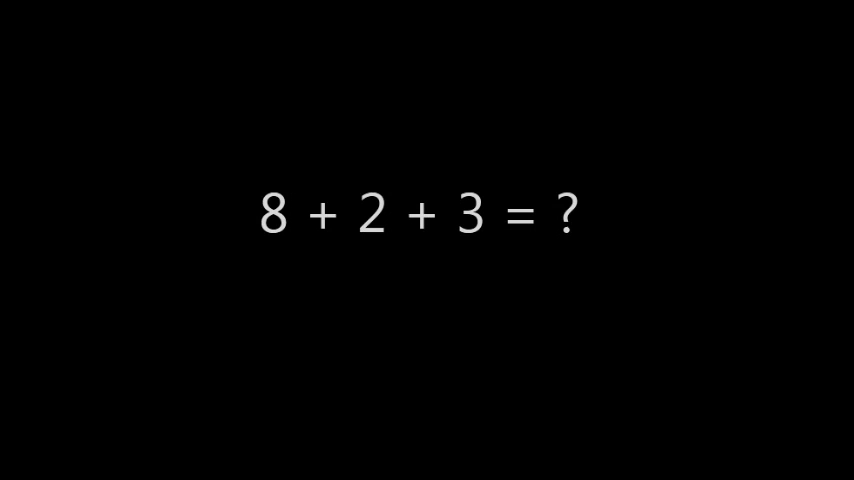 8 + 2 + 3 = ?